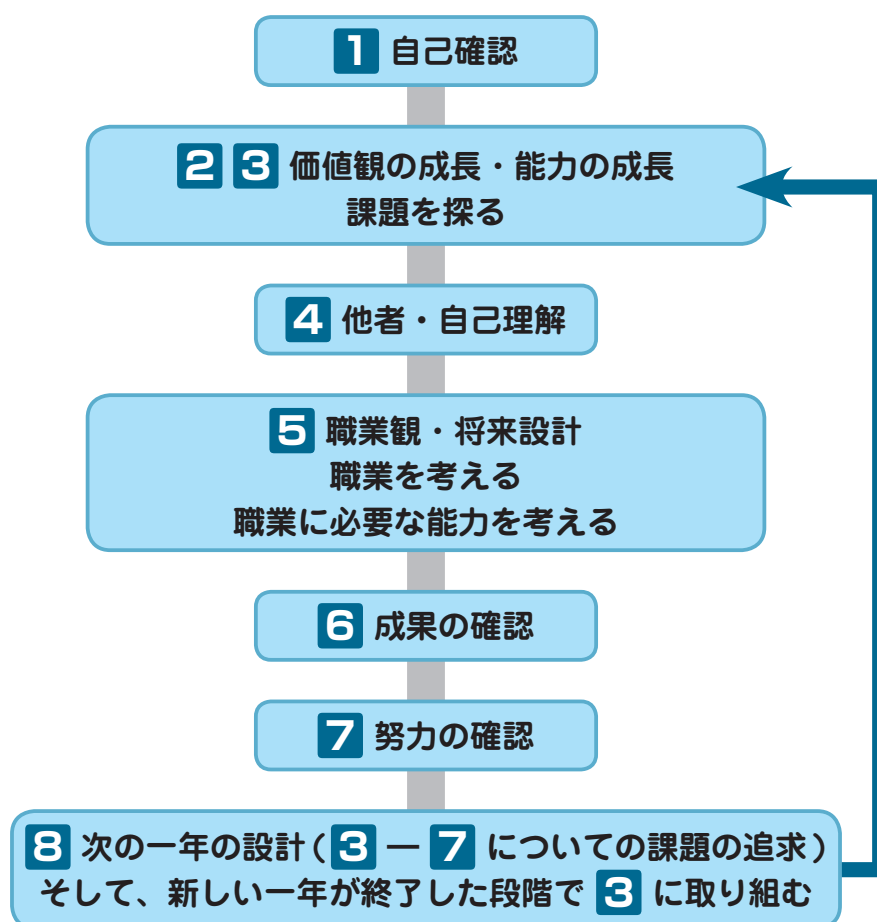 1 自己確認
2 3 価値観の成長・能力の成長
課題を探る
4 他者・自己理解
5 職業観・将来設計
職業を考える
職業に必要な能力を考える
6 成果の確認
7 努力の確認
8 次の一年の設計(3 ― 7 についての課題の追求)
そして、新しい一年が終了した段階で 3 に取り組む